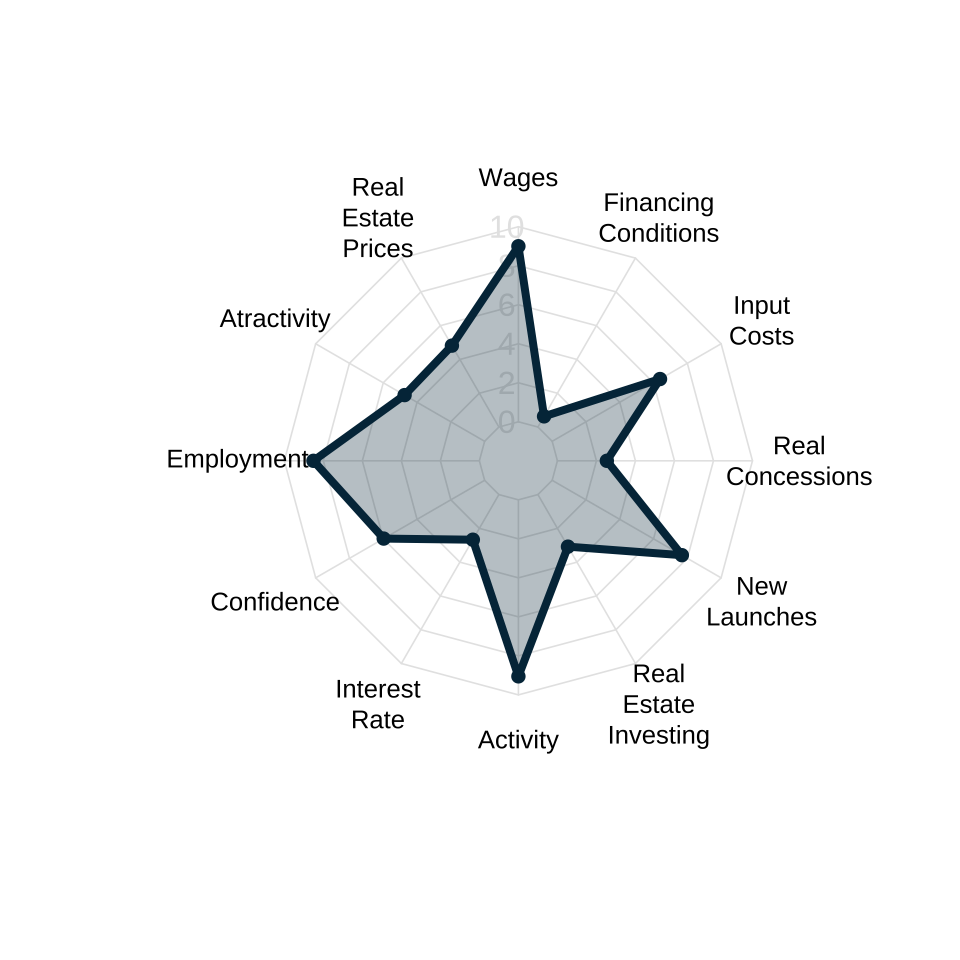 Wages
Financing
Conditions
Input
Costs
Real
Concessions
New
Launches
Real
Estate
Investing
Activity
Interest
Rate
Confidence
Employment
Atractivity
Real
Estate
Prices
10
8
6
4
2
0